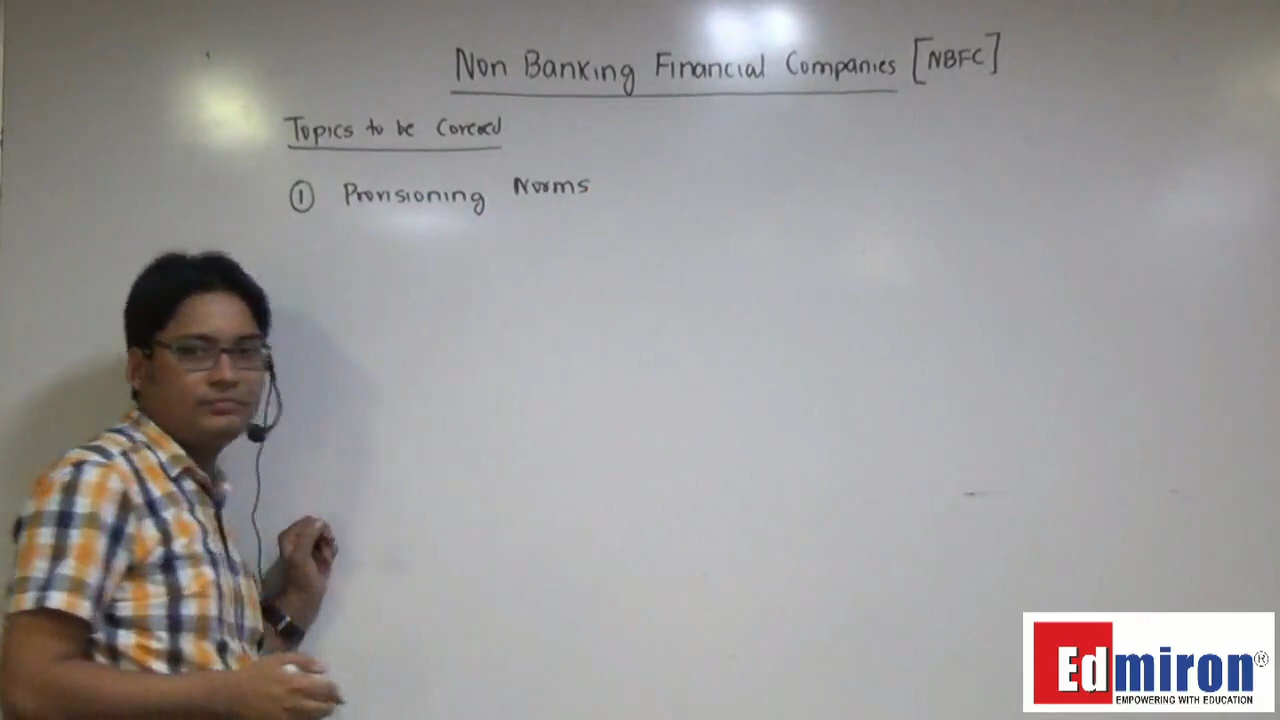 Non Banking Financial Companies [NBFC]
Topics to be Covered
① Provisioning Norms
Edmiron®
EMPOWERING WITH EDUCATION